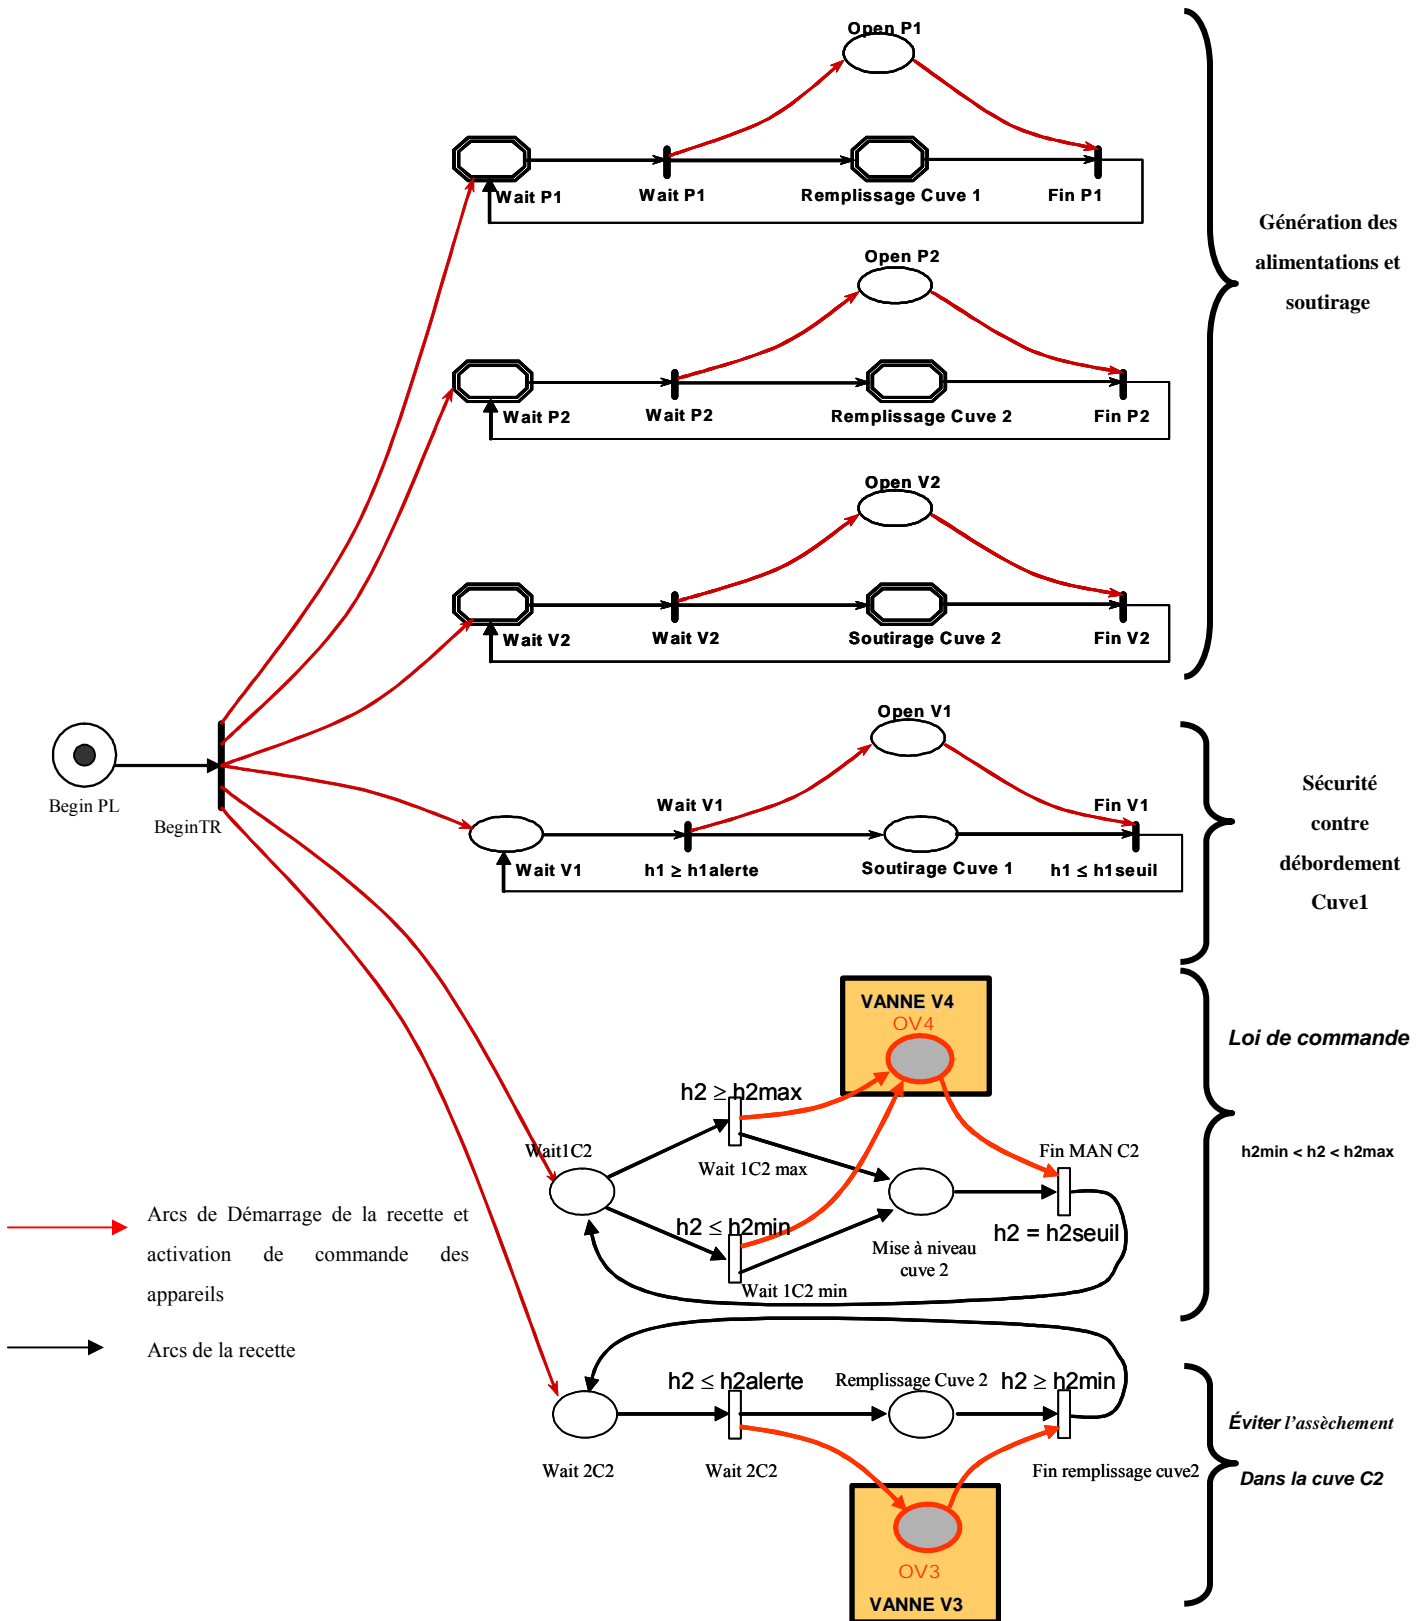 Open P1
Wait P1
Wait P1
Remplissage Cuve 1
Fin P1
Génération des
alimentations et
soutirage
Open P2
Wait P2
Wait P2
Remplissage Cuve 2
Fin P2
Open V2
Wait V2
Wait V2
Soutirage Cuve 2
Fin V2
Open V1
Begin PL
BeginTR
Wait V1
Fin V1
Wait V1
h1 ≥ h1alerte
Soutirage Cuve 1
h1 ≤ h1seuil
Sécurité
contre
débordement
Cuve1
VANNE V4
OV4
Loi de commande
h2 ≥ h2max
Wait1C2
Wait 1C2 max
Fin MAN C2
h2min < h2 < h2max
h2 ≤ h2min
Mise à niveau
cuve 2
h2 = h2seuil
Wait 1C2 min
Arcs de Démarrage de la recette et
activation de commande des
appareils
Arcs de la recette
h2 ≤ h2alerte
Remplissage Cuve 2
h2 ≥ h2min
Wait 2C2
Wait 2C2
Fin remplissage cuve2
Éviter l'assèchement
Dans la cuve C2
OV3
VANNE V3